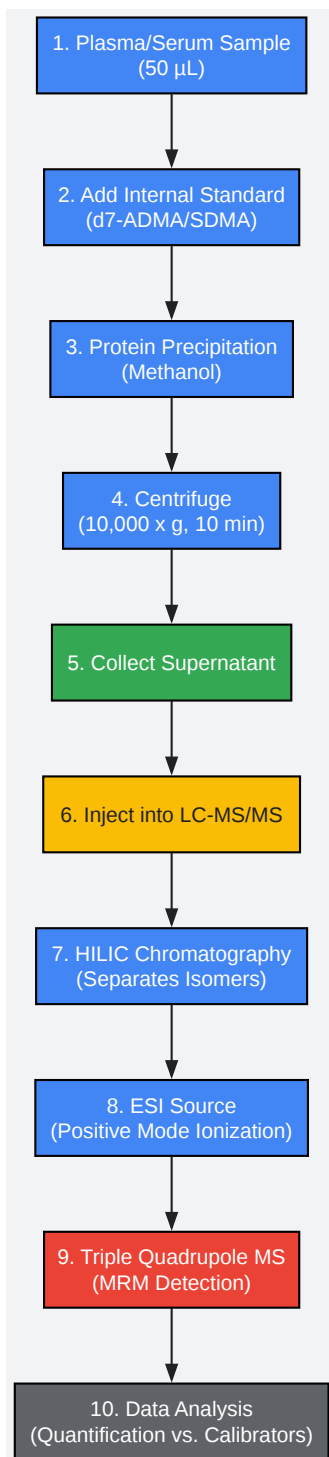 1. Plasma/Serum Sample
(50 µL)
2. Add Internal Standard
(d7-ADMA/SDMA)
3. Protein Precipitation
(Methanol)
4. Centrifuge
(10,000 x g, 10 min)
5. Collect Supernatant
6. Inject into LC-MS/MS
7. HILIC Chromatography
(Separates Isomers)
8. ESI Source
(Positive Mode Ionization)
9. Triple Quadrupole MS
(MRM Detection)
10. Data Analysis
(Quantification vs. Calibrators)